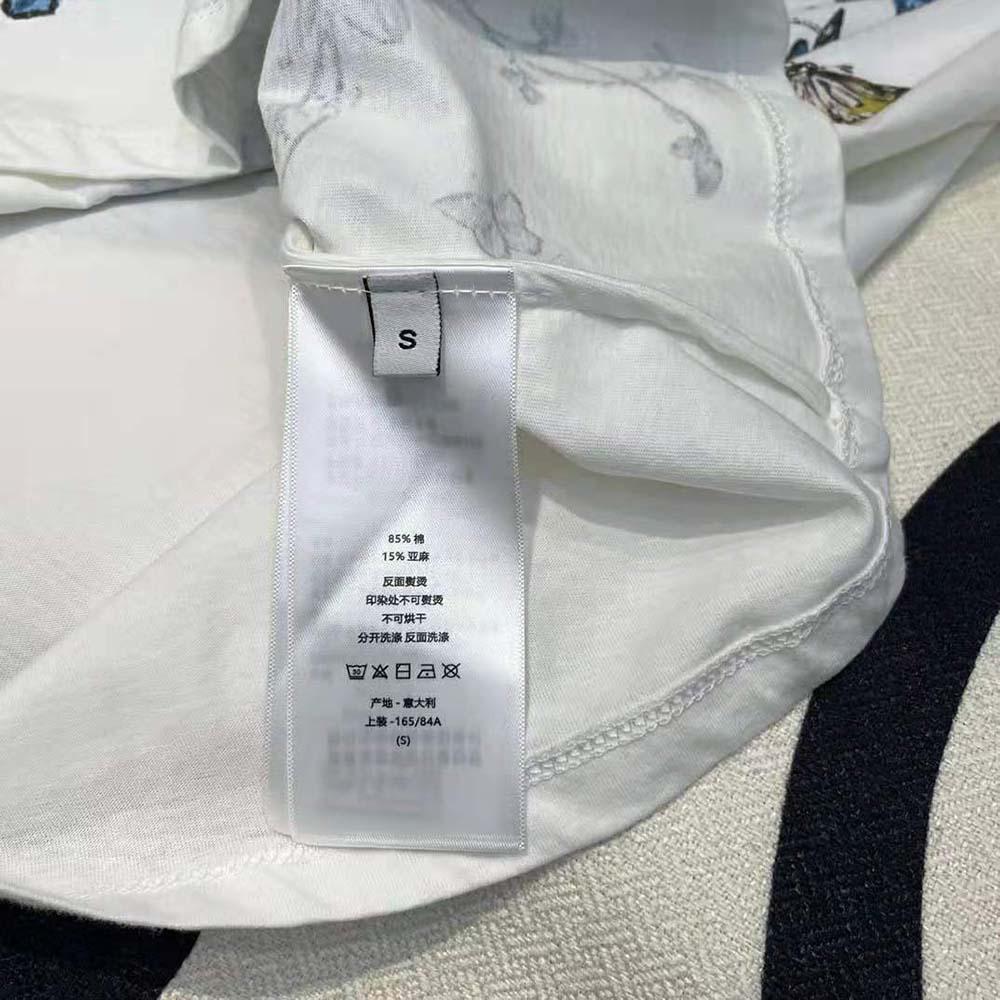 S
85% 棉
15% 亚麻
反面熨烫
印染处不可熨烫
不可烘干
分开洗涤 反面洗涤
30
产地 - 意大利
上装 -165/84A
(S)